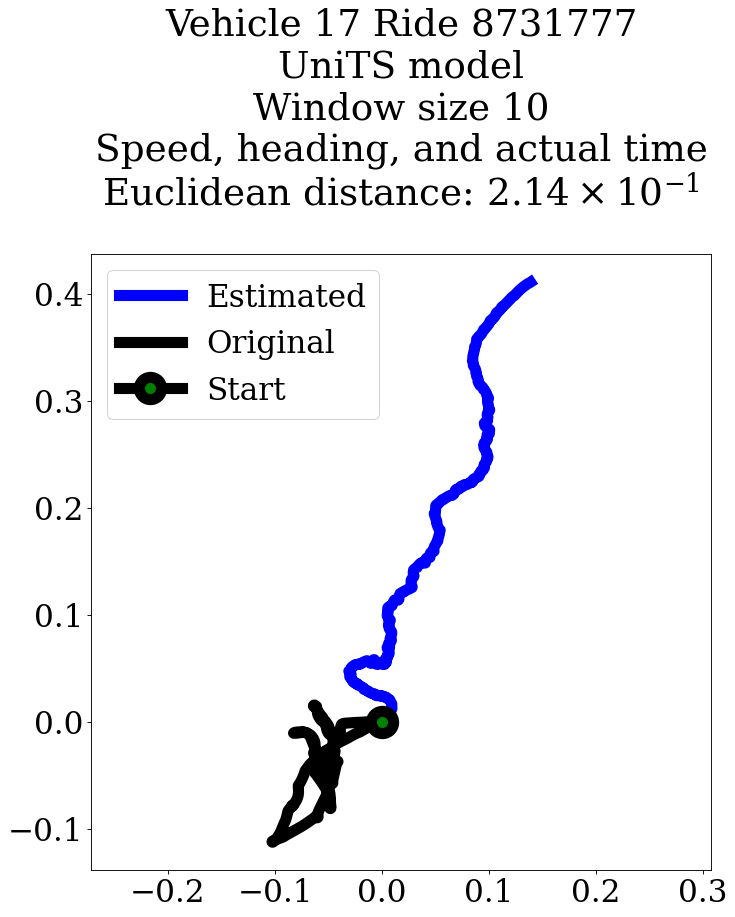 Vehicle 17 Ride 8731777
UniTS model
Window size 10
Speed, heading, and actual time
Euclidean distance: 2.14 × 10⁻¹
Estimated
Original
Start
0.4
0.3
0.2
0.1
0.0
−0.1
−0.2 −0.1 0.0 0.1 0.2 0.3